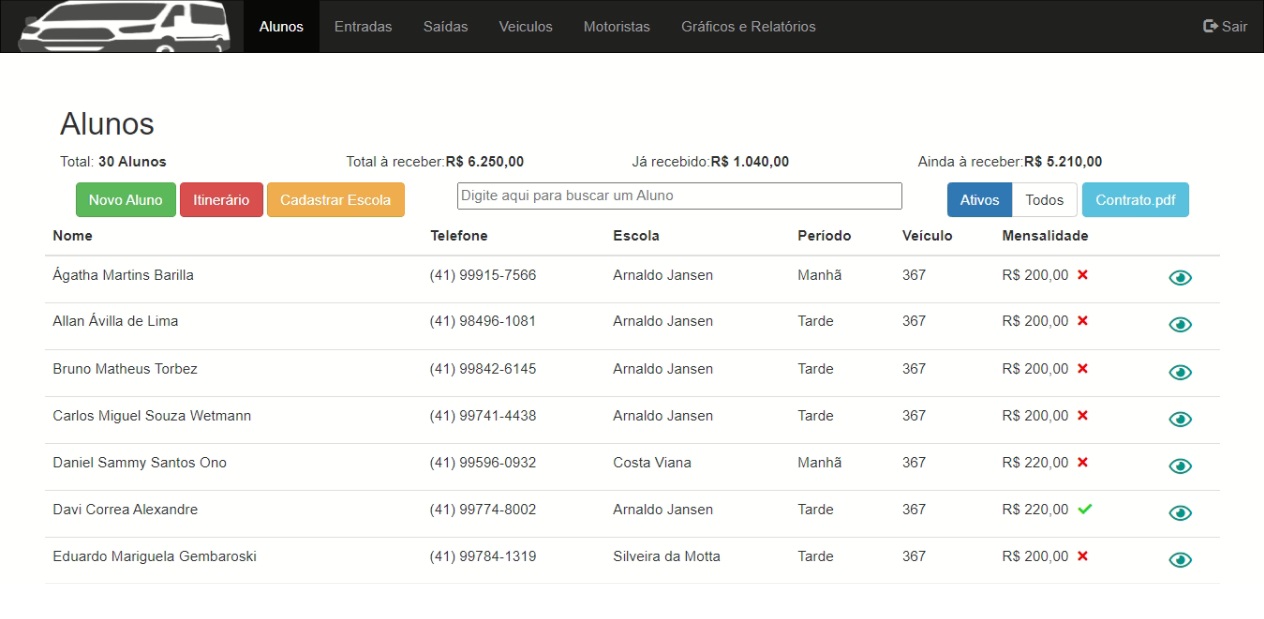 Alunos Entradas Saídas Veiculos Motoristas Gráficos e Relatórios Sair
Alunos
Total: 30 Alunos Total à receber:R$ 6.250,00 Já recebido:R$ 1.040,00 Ainda à receber:R$ 5.210,00
Novo Aluno Itinerário Cadastrar Escola Digite aqui para buscar um Aluno Ativos Todos Contrato.pdf
Nome Telefone Escola Periodo Veículo Mensalidade
Ágatha Martins Barilla (41) 99915-7566 Arnaldo Jansen Manhã 367 R$ 200,00
Allan Ávilla de Lima (41) 98496-1081 Arnaldo Jansen Tarde 367 R$ 200,00
Bruno Matheus Torbez (41) 99842-6145 Arnaldo Jansen Tarde 367 R$ 200,00
Carlos Miguel Souza Wetmann (41) 99741-4438 Arnaldo Jansen Tarde 367 R$ 200,00
Daniel Sammy Santos Ono (41) 99596-0932 Costa Viana Manhã 367 R$ 220,00
Davi Correa Alexandre (41) 99774-8002 Arnaldo Jansen Tarde 367 R$ 220,00
Eduardo Mariguela Gembaroski (41) 99784-1319 Silveira da Motta Tarde 367 R$ 200,00